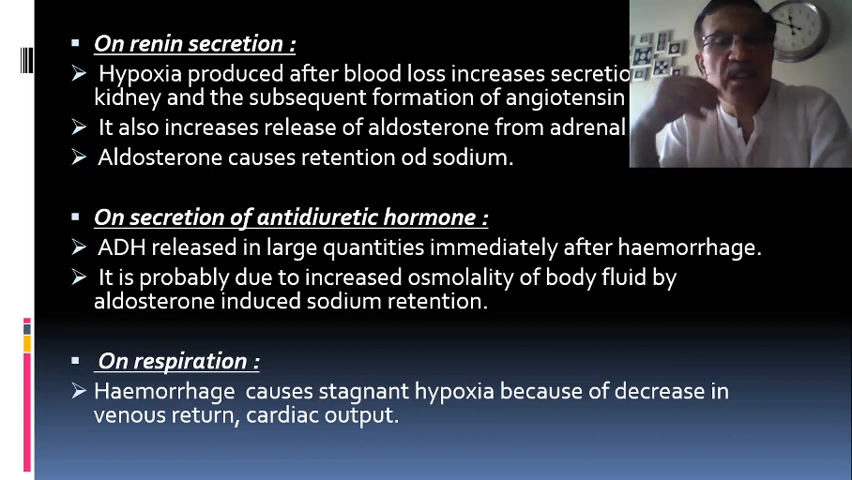 On renin secretion :
Hypoxia produced after blood loss increases
kidney and the subsequent formation of angiotensin
It also increases release of aldosterone from adrenal
Aldosterone causes retention od sodium.
On secretion of antidiuretic hormone :
ADH released in large quantities immediately after haemorrhage.
It is probably due to increased osmolality of body fluid by
aldosterone induced sodium retention.
On respiration :
Haemorrhage causes stagnant hypoxia because of decrease in
venous return, cardiac output.